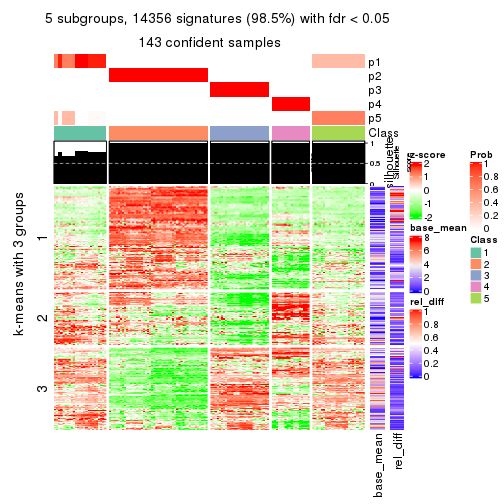 5 subgroups, 14356 signatures (98.5%) with fdr < 0.05
143 confident samples
p1
p2
p3
p4
p5
Class
1
0.5
0
silhouette
Silhouette
score
k-means with 3 groups
1
2
3
base_mean
rel_diff
z-score
2
1
0
-1
-2
base_mean
8
6
4
2
0
rel_diff
1
0.8
0.6
0.4
0.2
0
Prob
1
0.8
0.6
0.4
0.2
0
Class
1
2
3
4
5